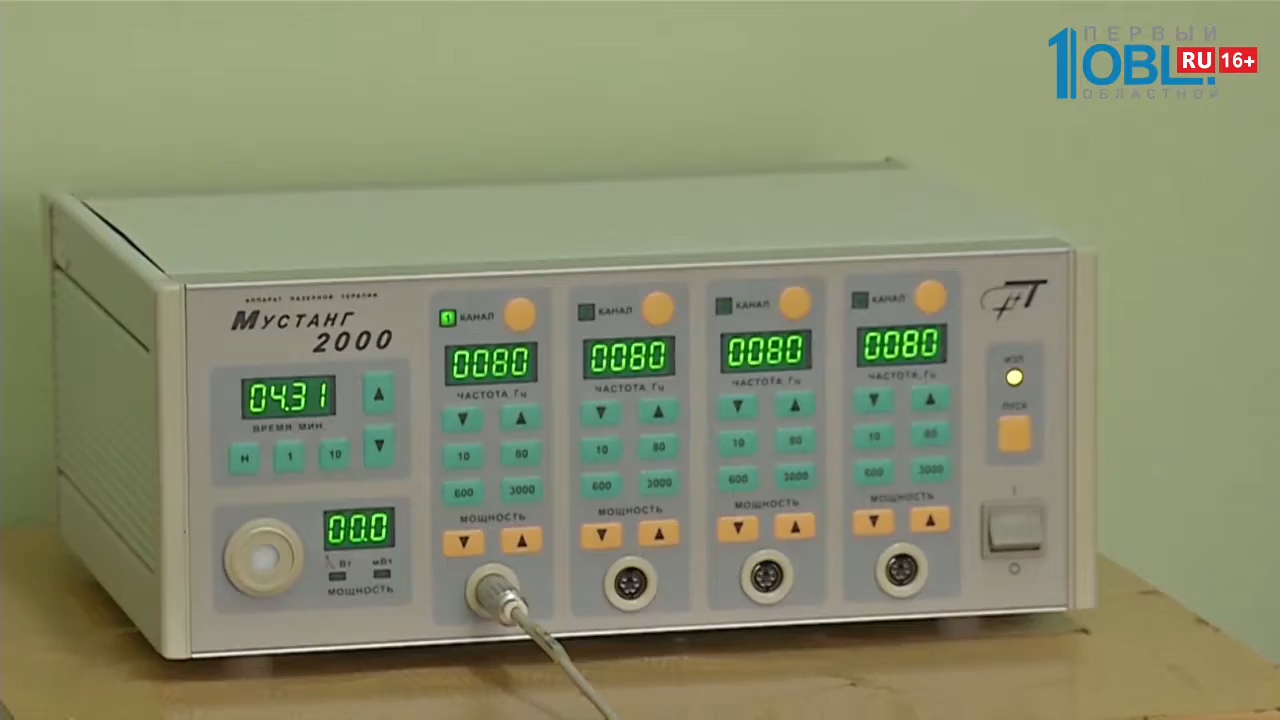 ПЕРВЫЙ
1OBL.
RU 16+
ОБЛАСТНОЙ
АППАРАТ ЛАЗЕРНОЙ ТЕРАПИИ
МУСТАНГ
2000
04.31
ВРЕМЯ МИН.
Н 1 10
00.0
Вт мВт
МОЩНОСТЬ
1 КАНАЛ
0080
ЧАСТОТА, Гц
10 80
600 3000
МОЩНОСТЬ
КАНАЛ
0080
ЧАСТОТА, Гц
10 80
600 3000
МОЩНОСТЬ
КАНАЛ
0080
ЧАСТОТА, Гц
10 80
600 3000
МОЩНОСТЬ
КАНАЛ
0080
ЧАСТОТА, Гц
10 80
600 3000
МОЩНОСТЬ
ИЗЛ
ПУСК
I
O